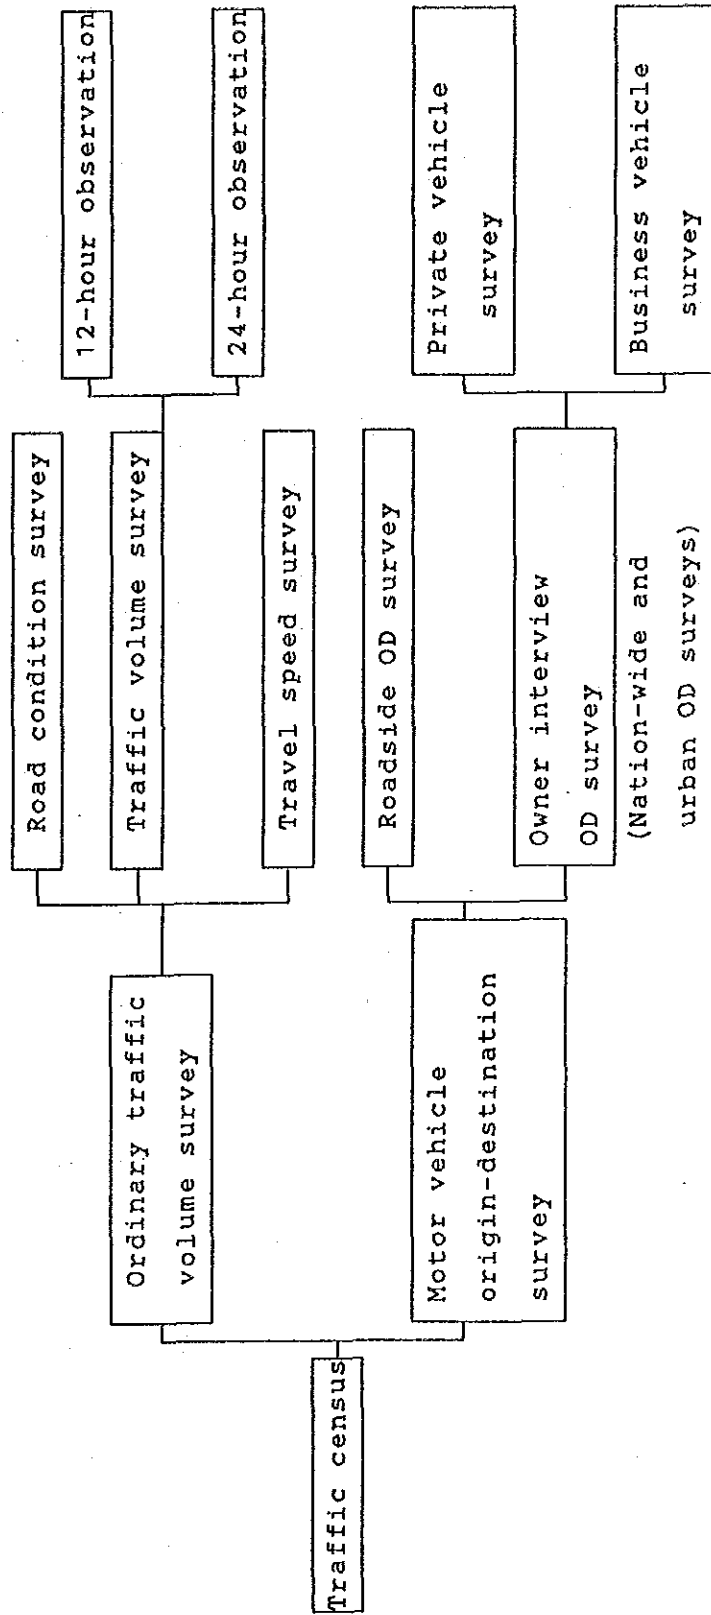 Traffic census
Ordinary traffic
volume survey
Motor vehicle
origin-destination
survey
Road condition survey
Traffic volume survey
Travel speed survey
Roadside OD survey
Owner interview
OD survey
(Nation-wide and
urban OD surveys)
12-hour observation
24-hour observation
Private vehicle
survey
Business vehicle
survey